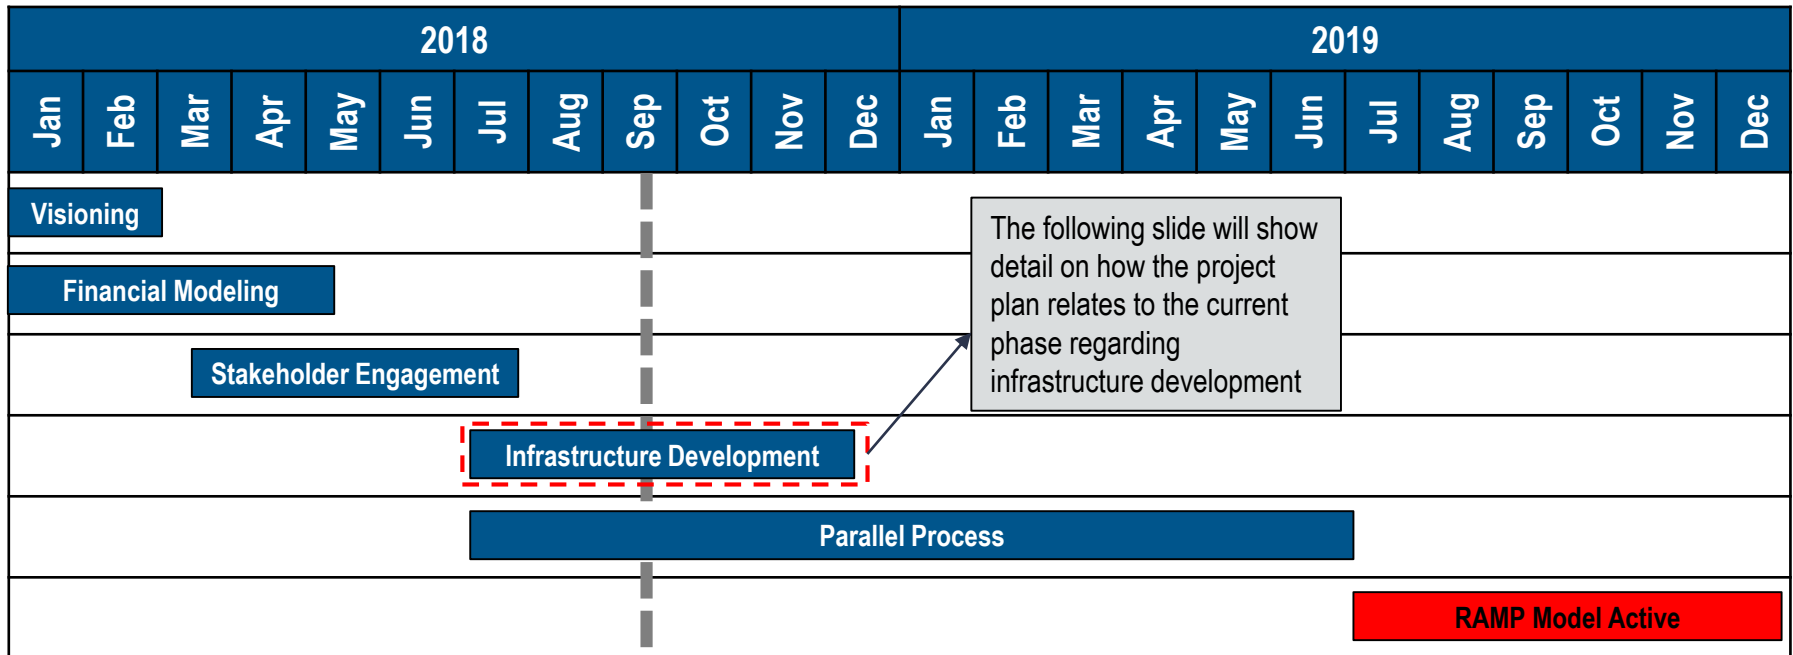 2018
2019
Jan Feb Mar Apr May Jun Jul Aug Sep Oct Nov Dec Jan Feb Mar Apr May Jun Jul Aug Sep Oct Nov Dec
Visioning
Financial Modeling
Stakeholder Engagement
The following slide will show
detail on how the project
plan relates to the current
phase regarding
infrastructure development
Infrastructure Development
Parallel Process
RAMP Model Active